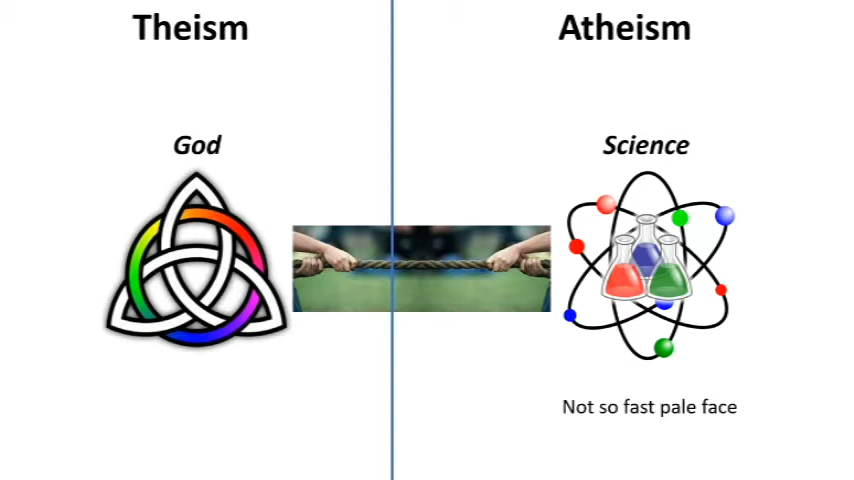 Theism
Atheism
God
Science
Not so fast pale face